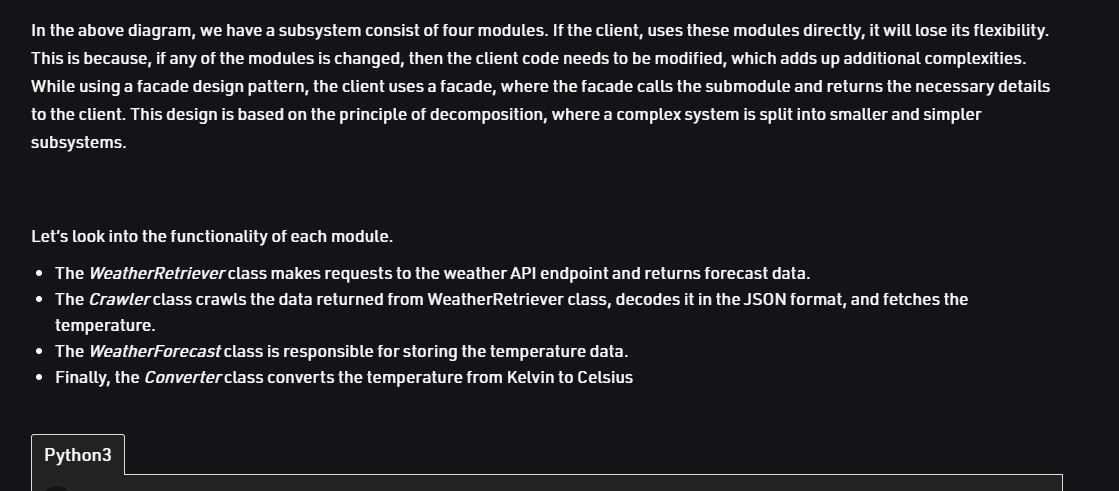 In the above diagram, we have a subsystem consist of four modules. If the client, uses these modules directly, it will lose its flexibility.
This is because, if any of the modules is changed, then the client code needs to be modified, which adds up additional complexities.
While using a facade design pattern, the client uses a facade, where the facade calls the submodule and returns the necessary details
to the client. This design is based on the principle of decomposition, where a complex system is split into smaller and simpler
subsystems.
Let’s look into the functionality of each module.
• The WeatherRetriever class makes requests to the weather API endpoint and returns forecast data.
• The Crawler class crawls the data returned from WeatherRetriever class, decodes it in the JSON format, and fetches the
temperature.
• The WeatherForecast class is responsible for storing the temperature data.
• Finally, the Converter class converts the temperature from Kelvin to Celsius
Python3